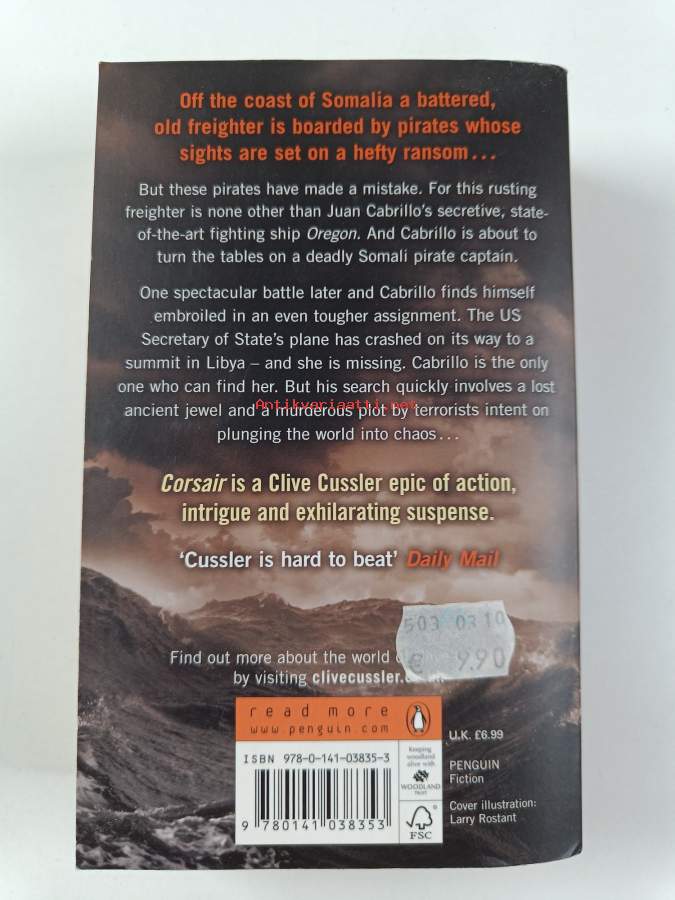 Off the coast of Somalia a battered,
old freighter is boarded by pirates whose
sights are set on a hefty ransom...
But these pirates have made a mistake. For this rusting
freighter is none other than Juan Cabrillo's secretive, state-
of-the-art fighting ship Oregon. And Cabrillo is about to
turn the tables on a deadly Somali pirate captain.
One spectacular battle later and Cabrillo finds himself
embroiled in an even tougher assignment. The US
Secretary of State's plane has crashed on its way to a
summit in Libya – and she is missing. Cabrillo is the only
one who can find her. But his search quickly involves a lost
ancient jewel and a murderous plot by terrorists intent on
Antikvariaatti.net
plunging the world into chaos...
Corsair is a Clive Cussler epic of action,
intrigue and exhilarating suspense.
'Cussler is hard to beat' Daily Mail
503 03 10
€ 9.90
Find out more about the world
by visiting clivecussler.
read more
www.penguin.com
ISBN 978-0-141-03835-3
9 780141 038353
Keeping
woodland
alive with
WOODLAND
TRUST
FSC
U.K. £6.99
PENGUIN
Fiction
Cover illustration:
Larry Rostant